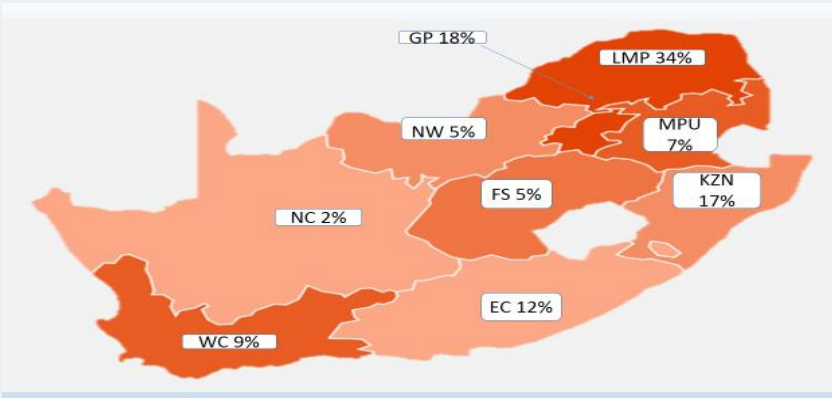 GP 18%
LMP 34%
NW 5%
MPU
7%
KZN
17%
FS 5%
NC 2%
EC 12%
WC 9%